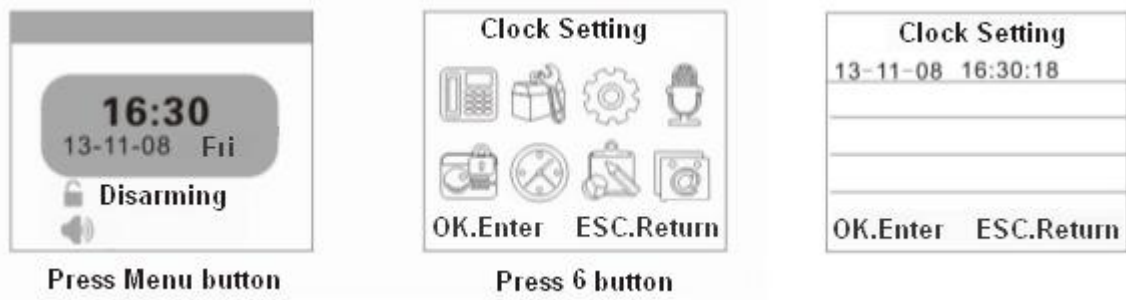 16:30
13-11-08 Fri
Disarming
Press Menu button
Clock Setting
OK.Enter ESC.Return
Press 6 button
Clock Setting
13-11-08 16:30:18
OK.Enter ESC.Return